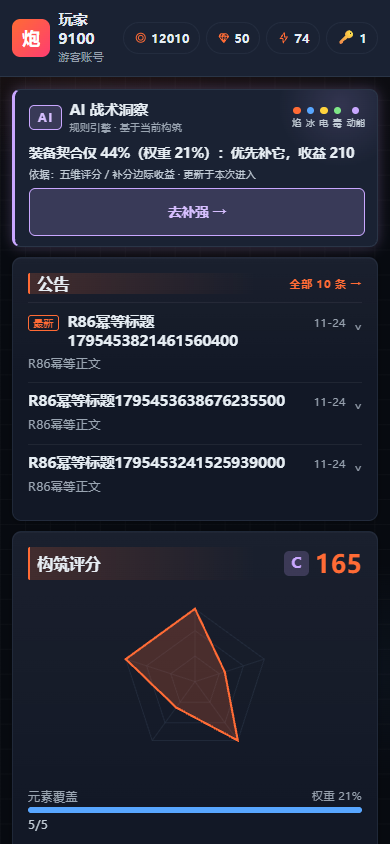 炮
玩家
9100
游客账号
12010
50
74
1
AI
AI 战术洞察
规则引擎 · 基于当前构筑
焰 冰 电 毒 动能
装备契合仅 44%（权重 21%）：优先补它，收益 210
依据：五维评分 / 补分边际收益 · 更新于本次进入
去补强 →
公告
全部 10 条 →
最新
R86幂等标题
1795453821461560400
11-24
R86幂等正文
R86幂等标题1795453638676235500
11-24
R86幂等正文
R86幂等标题1795453241525939000
11-24
R86幂等正文
构筑评分
C 165
元素覆盖
权重 21%
5/5